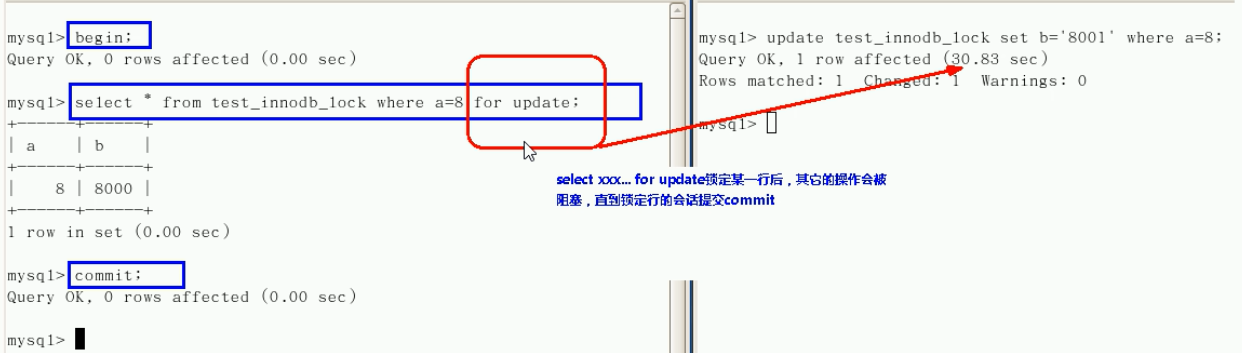 mysql> begin;
Query OK, 0 rows affected (0.00 sec)
mysql> select * from test_innodb_lock where a=8 for update;
+------+------+
| a    | b    |
+------+------+
|    8 | 8000 |
+------+------+
1 row in set (0.00 sec)
mysql> commit;
Query OK, 0 rows affected (0.00 sec)
mysql>
mysql> update test_innodb_lock set b='8001' where a=8;
Query OK, 1 row affected (30.83 sec)
Rows matched: 1  Changed: 1  Warnings: 0
mysql>
select xxx... for update锁定某一行后，其它的操作会被
阻塞，直到锁定行的会话提交commit